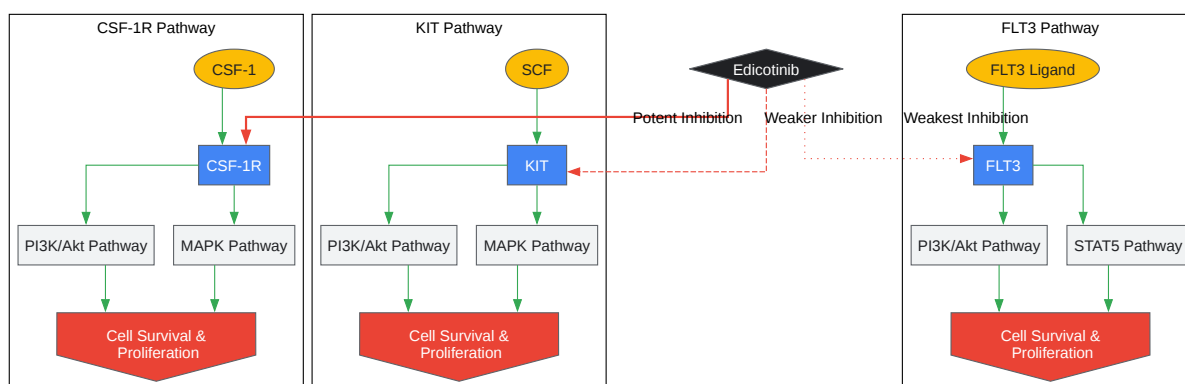 CSF-1R Pathway
KIT Pathway
FLT3 Pathway
CSF-1
SCF
Edicotinib
FLT3 Ligand
Potent Inhibition
Weaker Inhibition
Weakest Inhibition
CSF-1R
KIT
FLT3
PI3K/Akt Pathway
MAPK Pathway
PI3K/Akt Pathway
MAPK Pathway
PI3K/Akt Pathway
STAT5 Pathway
Cell Survival &
Proliferation
Cell Survival &
Proliferation
Cell Survival &
Proliferation